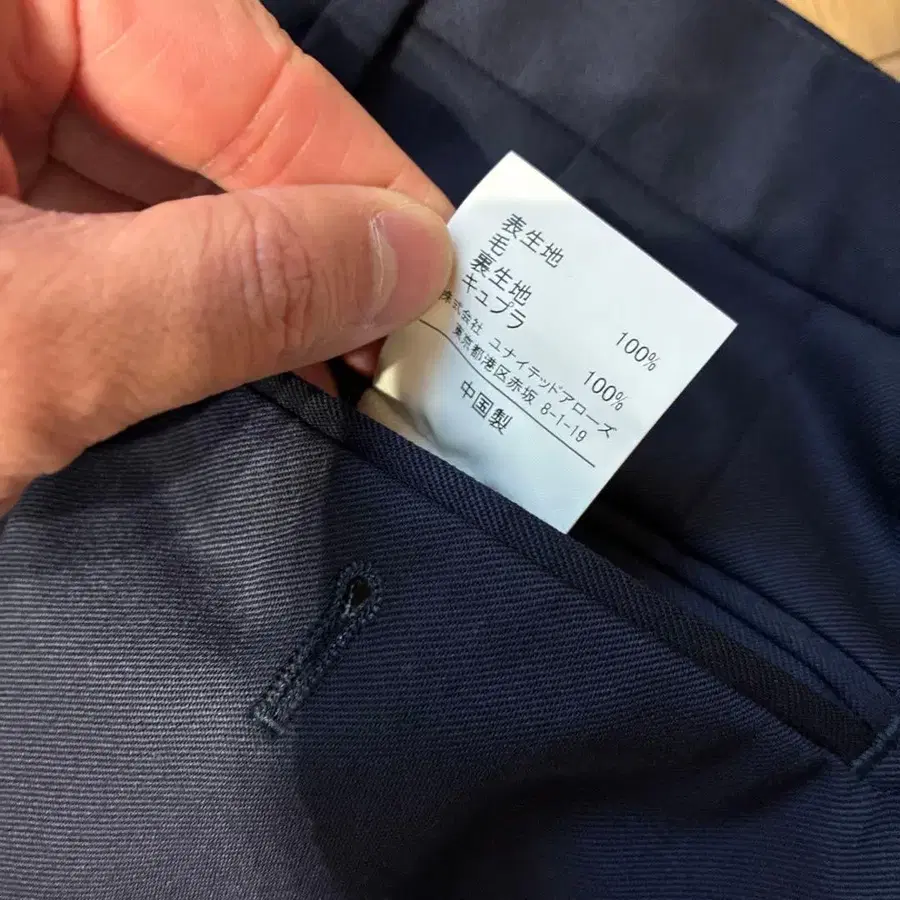 表生地
毛 100%
裏生地
キュプラ 100%
株式会社 ユナイテッドアローズ
東京都港区赤坂 8-1-19
中国製